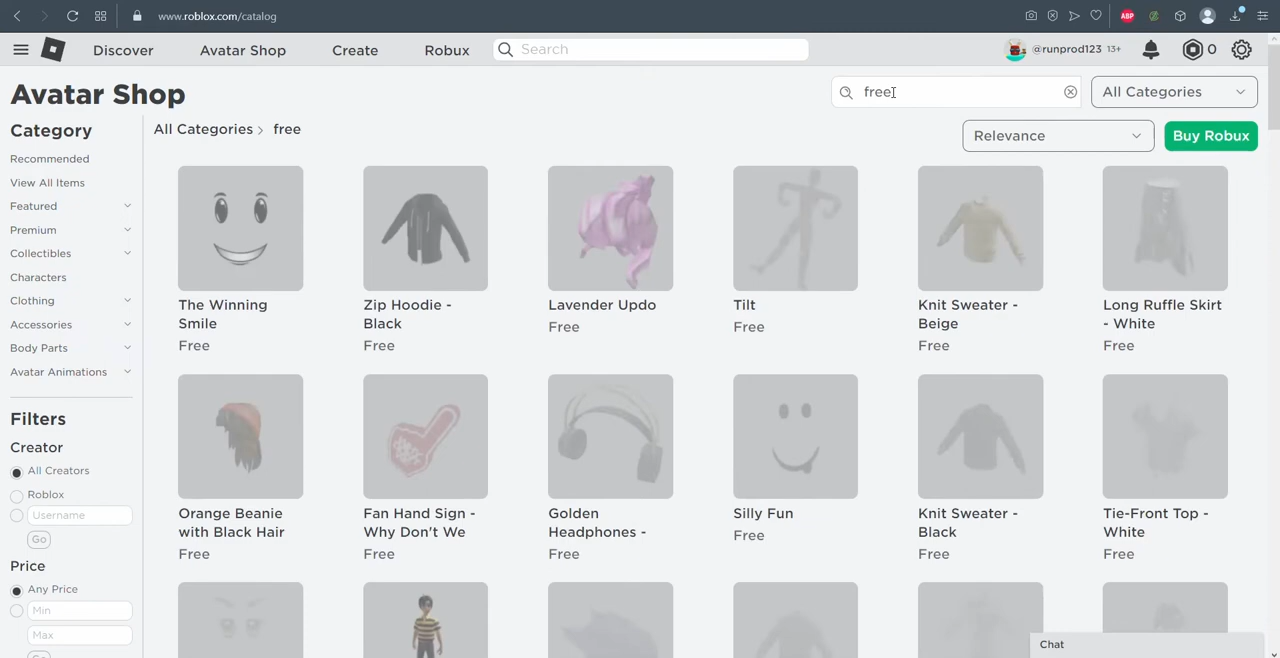 www.roblox.com/catalog
ABP
Discover
Avatar Shop
Create
Robux
Search
@runprod123 13+
0
Avatar Shop
free
All Categories
Category
All Categories › free
Relevance
Buy Robux
Recommended
View All Items
Featured
Premium
Collectibles
Characters
Clothing
Accessories
Body Parts
Avatar Animations
Filters
Creator
All Creators
Roblox
Username
Go
Price
Any Price
Min
Max
The Winning
Smile
Free
Zip Hoodie -
Black
Free
Lavender Updo
Free
Tilt
Free
Knit Sweater -
Beige
Free
Long Ruffle Skirt
- White
Free
Orange Beanie
with Black Hair
Free
Fan Hand Sign -
Why Don't We
Free
Golden
Headphones -
Free
Silly Fun
Free
Knit Sweater -
Black
Free
Tie-Front Top -
White
Free
Chat